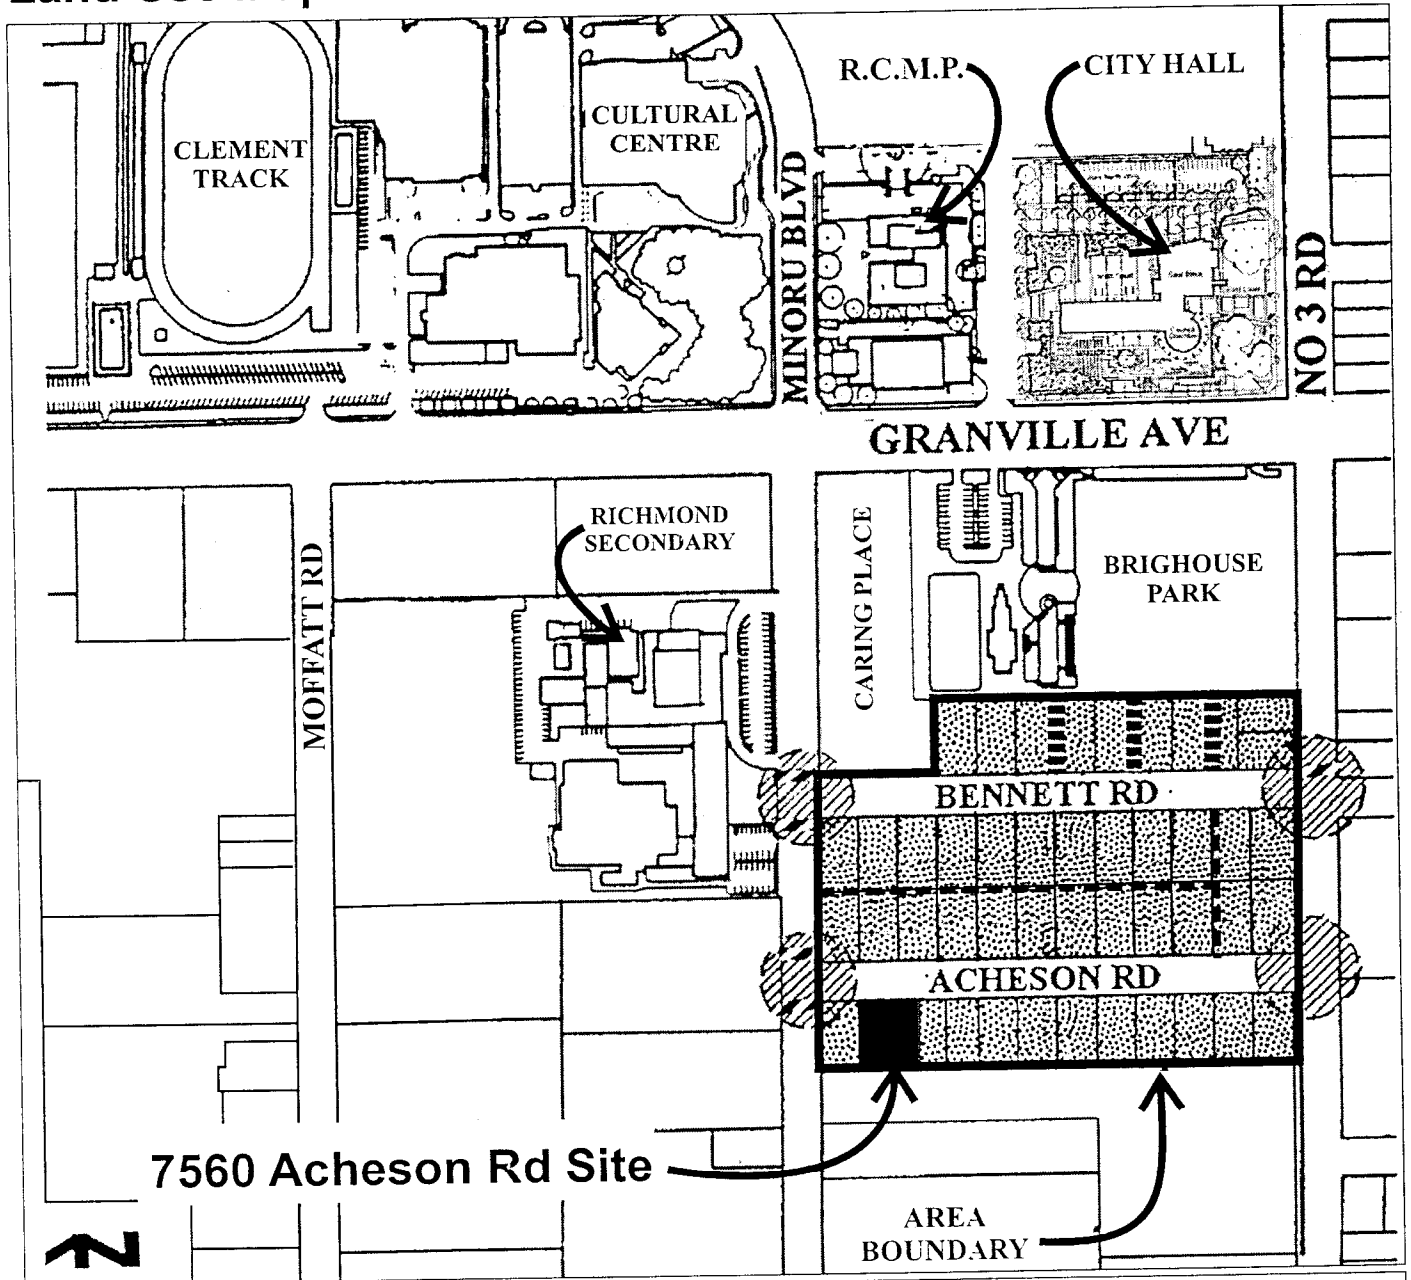 R.C.M.P.
CITY HALL
CULTURAL
CENTRE
CLEMENT
TRACK
MINORU BLVD
NO 3 RD
GRANVILLE AVE
RICHMOND
SECONDARY
MOFFATT RD
CARING PLACE
BRIGHOUSE
PARK
BENNETT RD
ACHESON RD
7560 Acheson Rd Site
AREA
BOUNDARY
N